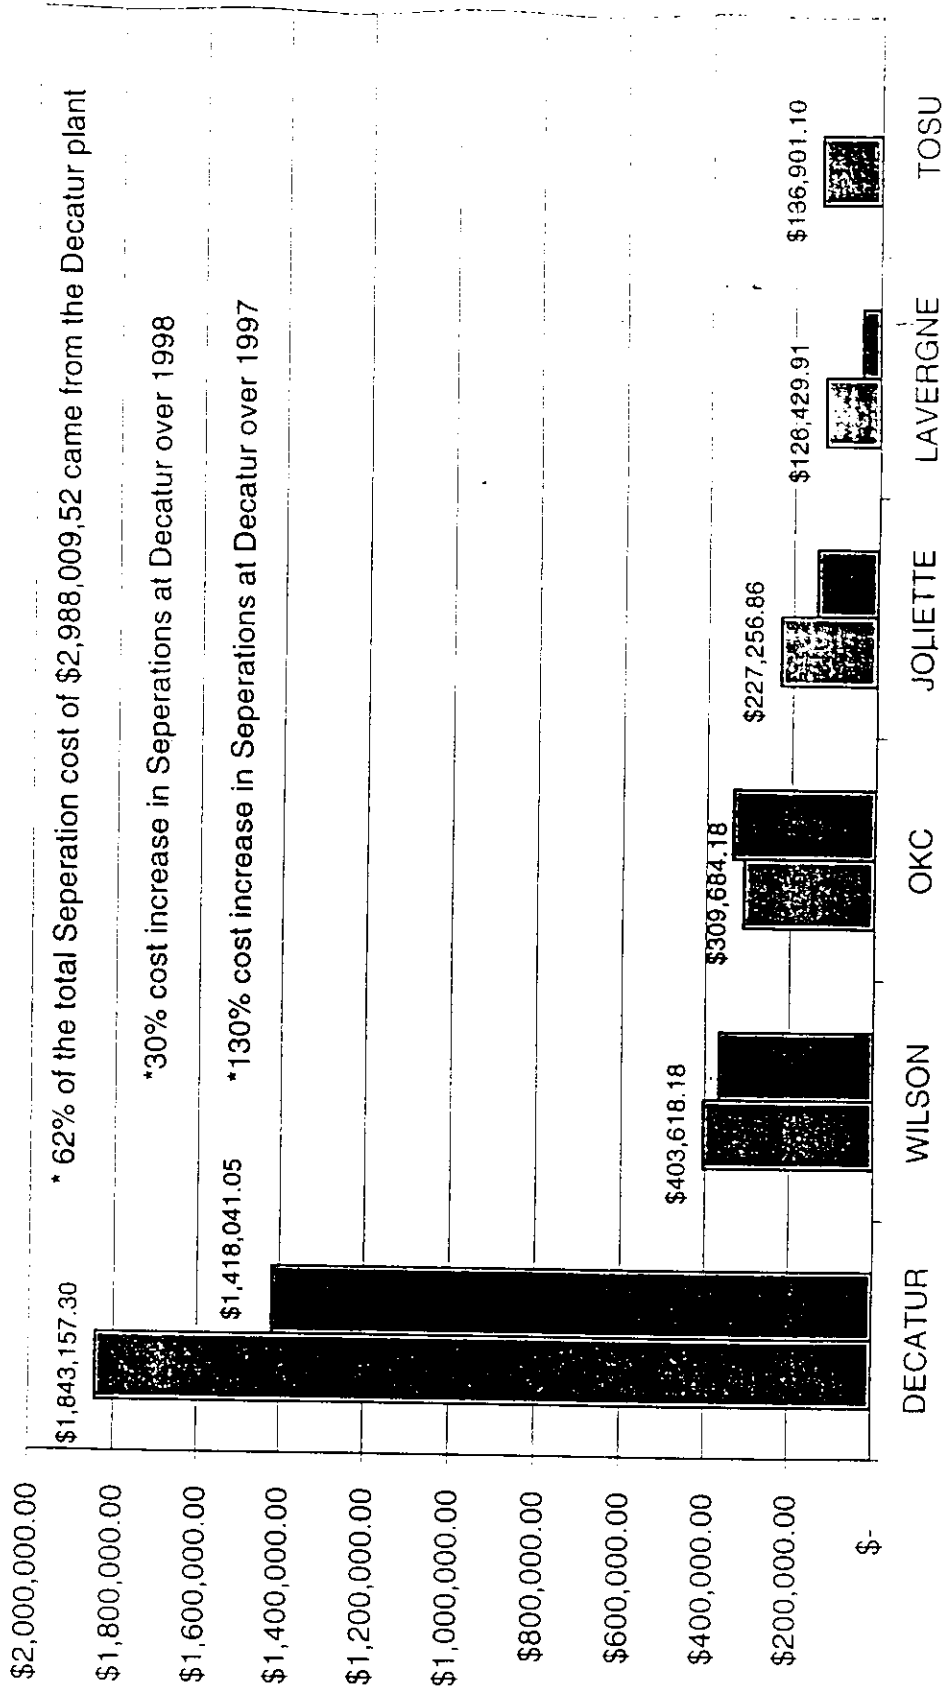 $2,000,000.00
$1,800,000.00
$1,600,000.00
$1,400,000.00
$1,200,000.00
$1,000,000.00
$800,000.00
$600,000.00
$400,000.00
$200,000.00
$-
* 62% of the total Seperation cost of $2,988,009,52 came from the Decatur plant
*30% cost increase in Seperations at Decatur over 1998
*130% cost increase in Seperations at Decatur over 1997
$1,843,157.30
$1,418,041.05
$403,618.18
$309,684.18
$227,256.86
$126,429.91
$136,901.10
DECATUR
WILSON
OKC
JOLIETTE
LAVERGNE
TOSU